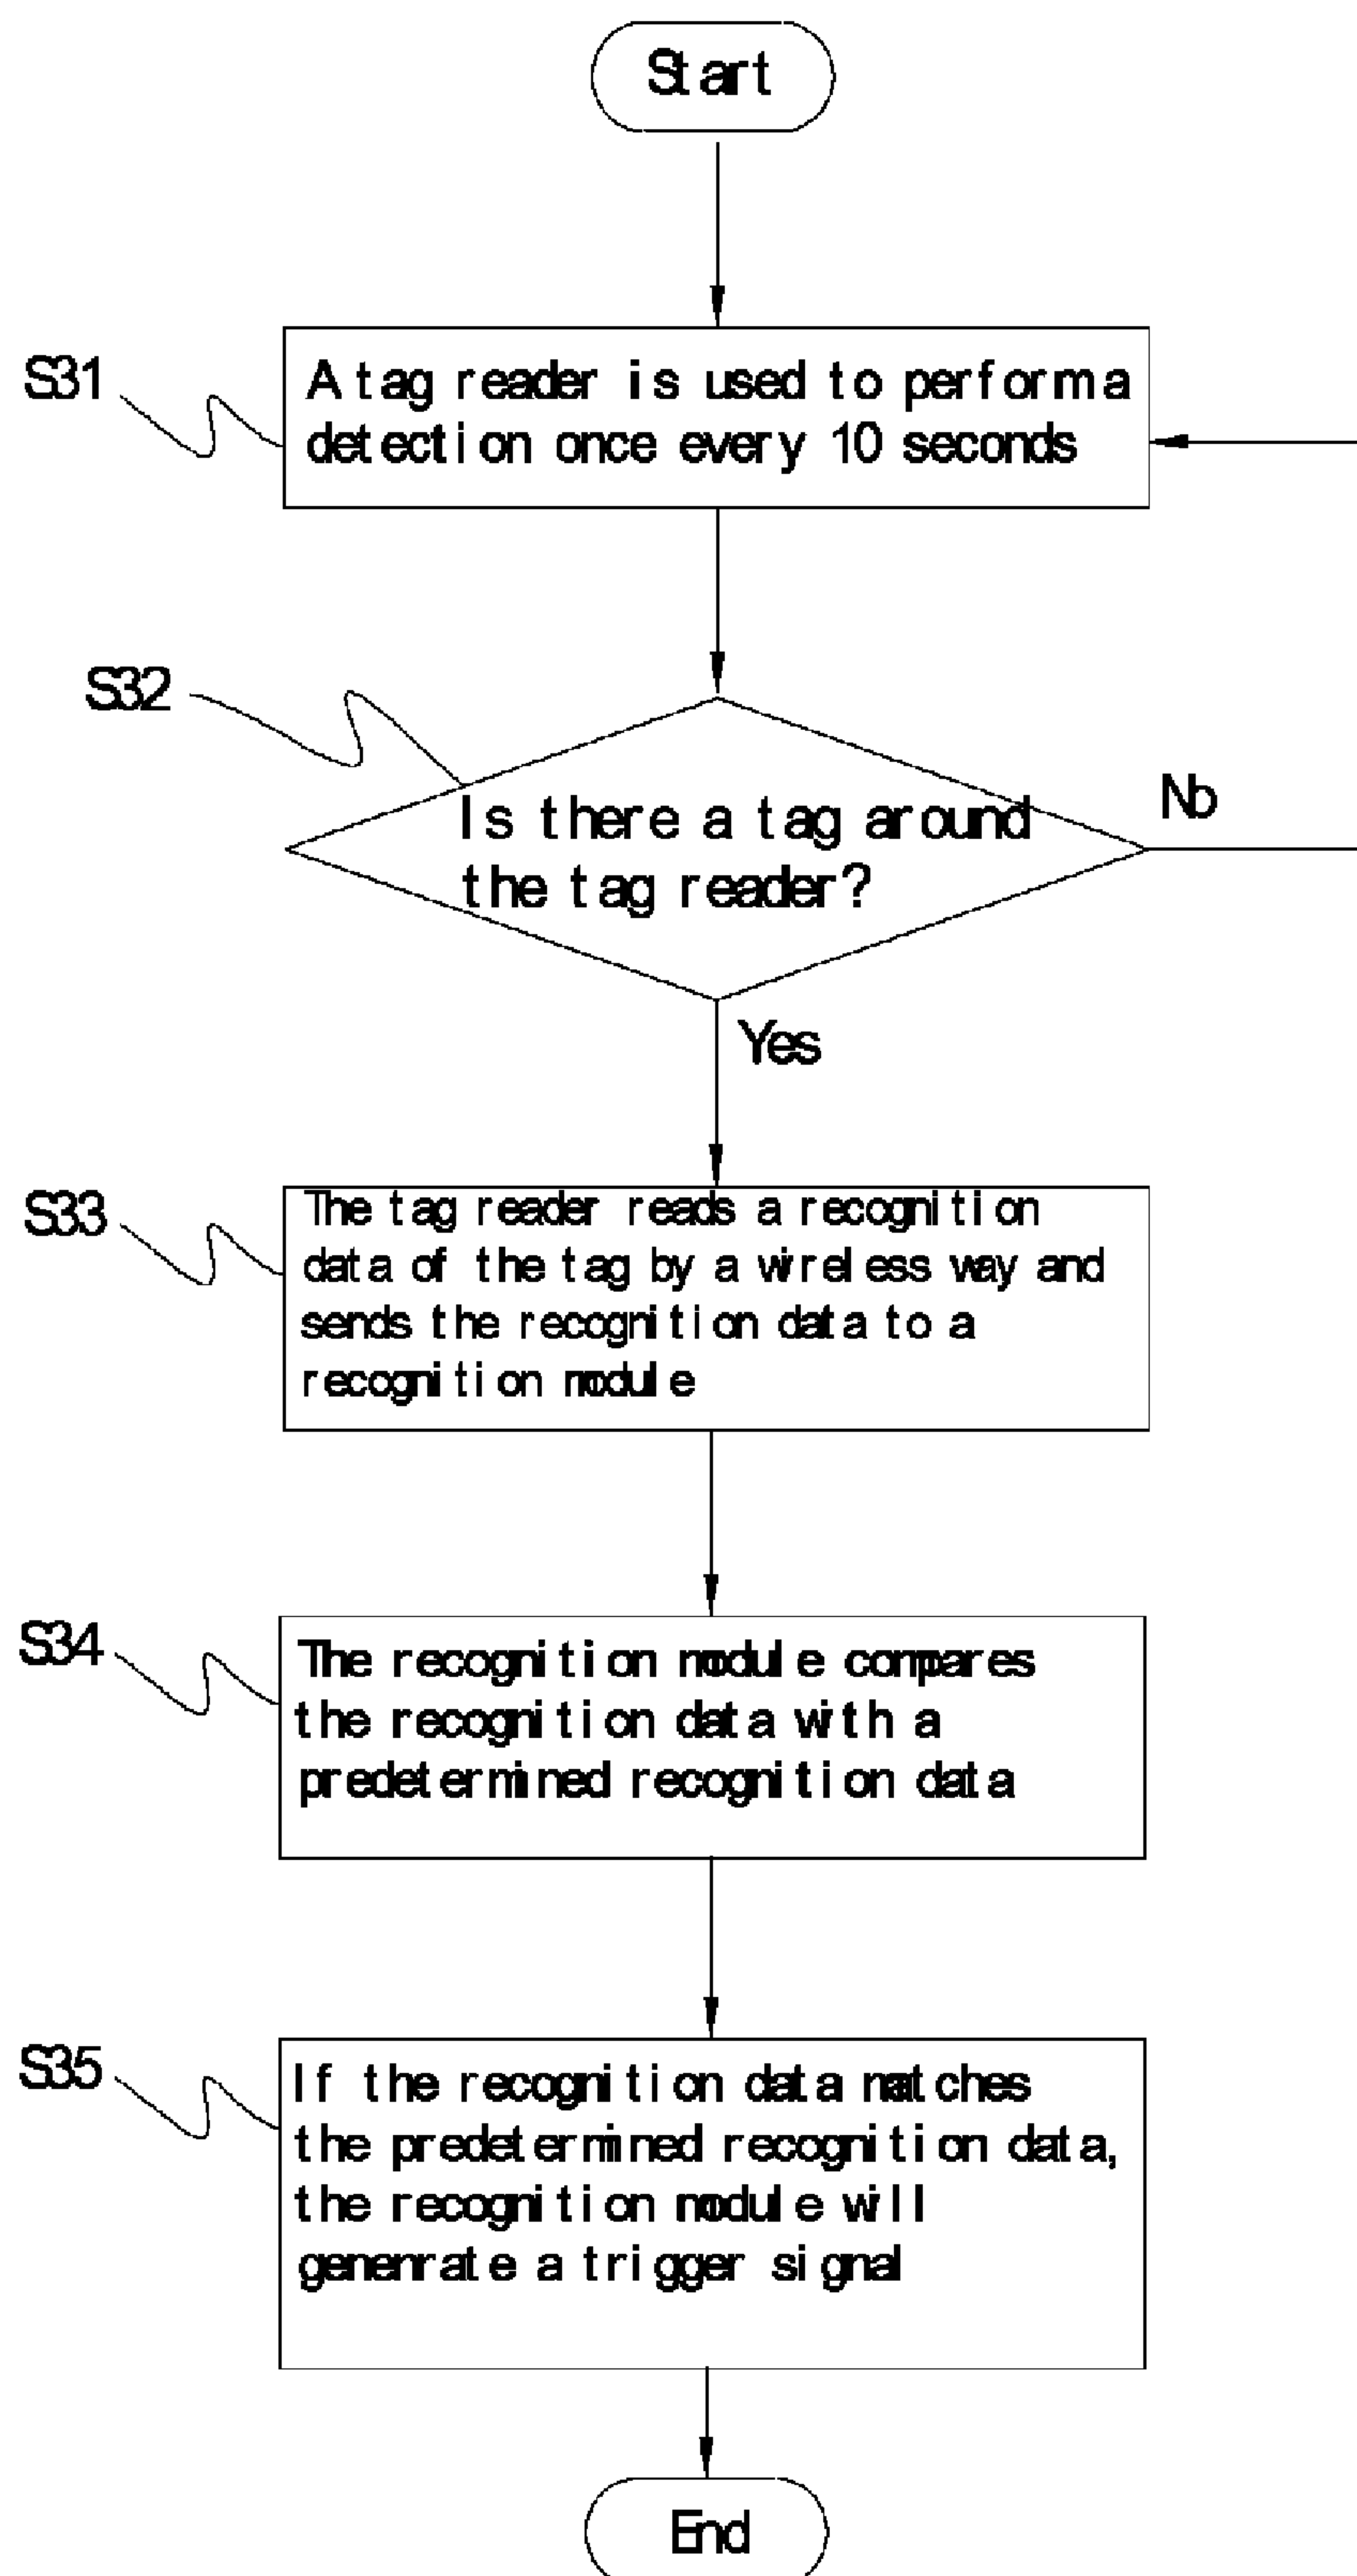 Start
S31
A tag reader is used to perform a
detection once every 10 seconds
S32
Is there a tag around
the tag reader?
No
Yes
S33
The tag reader reads a recognition
data of the tag by a wireless way and
sends the recognition data to a
recognition module
S34
The recognition module compares
the recognition data with a
predetermined recognition data
S35
If the recognition data matches
the predetermined recognition data,
the recognition module will
genenrate a trigger signal
End